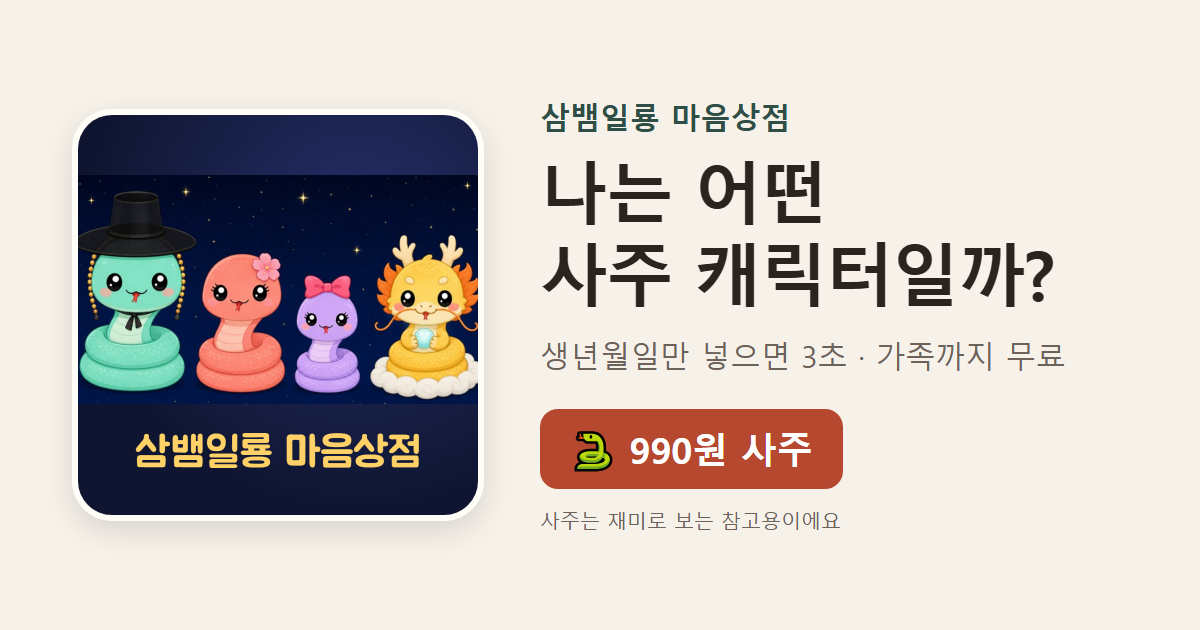 삼뱀일룡 마음상점
삼뱀일룡 마음상점
나는 어떤
사주 캐릭터일까?
생년월일만 넣으면 3초 · 가족까지 무료
990원 사주
사주는 재미로 보는 참고용이에요